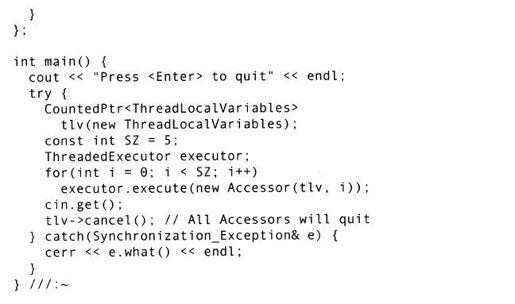 }
};
int main() {
  cout << "Press <Enter> to quit" << endl;
  try {
    CountedPtr<ThreadLocalVariables>
      tlv(new ThreadLocalVariables);
    const int SZ = 5;
    ThreadedExecutor executor;
    for(int i = 0; i < SZ; i++)
      executor.execute(new Accessor(tlv, i));
    cin.get();
    tlv->cancel(); // All Accessors will quit
  } catch(Synchronization_Exception& e) {
    cerr << e.what() << endl;
  }
} ///:~